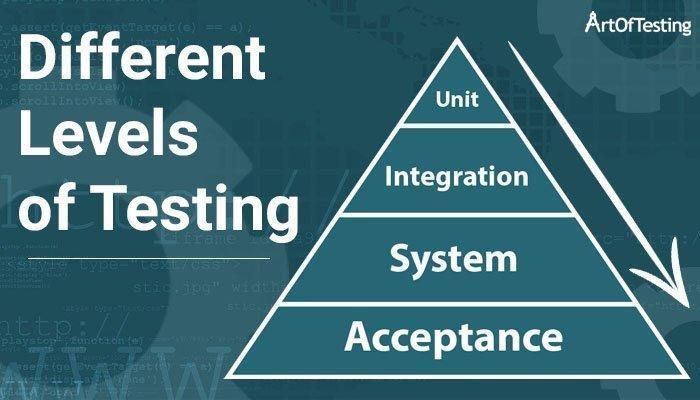 ArtOfTesting
Different
Levels
of Testing
Unit
Integration
System
Acceptance